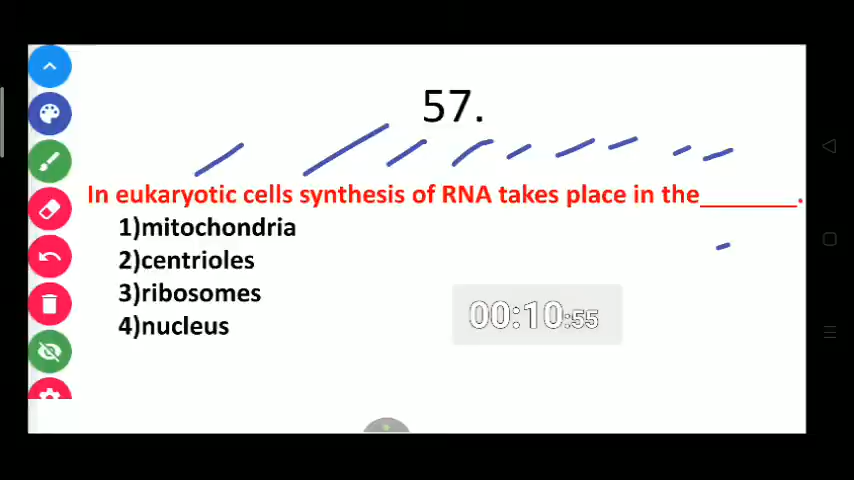 57.
In eukaryotic cells synthesis of RNA takes place in the________.
1)mitochondria
2)centrioles
3)ribosomes
4)nucleus
00:10:55